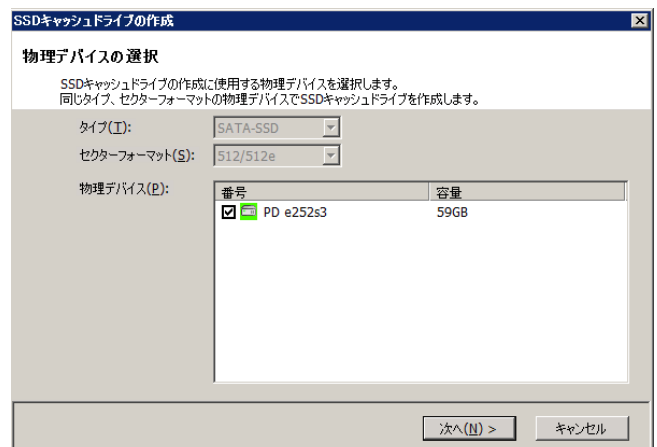 SSDキャッシュドライブの作成
物理デバイスの選択
SSDキャッシュドライブの作成に使用する物理デバイスを選択します。
同じタイプ、セクターフォーマットの物理デバイスでSSDキャッシュドライブを作成します。
タイプ(T): SATA-SSD
セクターフォーマット(S): 512/512e
物理デバイス(P): 番号 容量
PD e252s3 59GB
次へ(N) > キャンセル